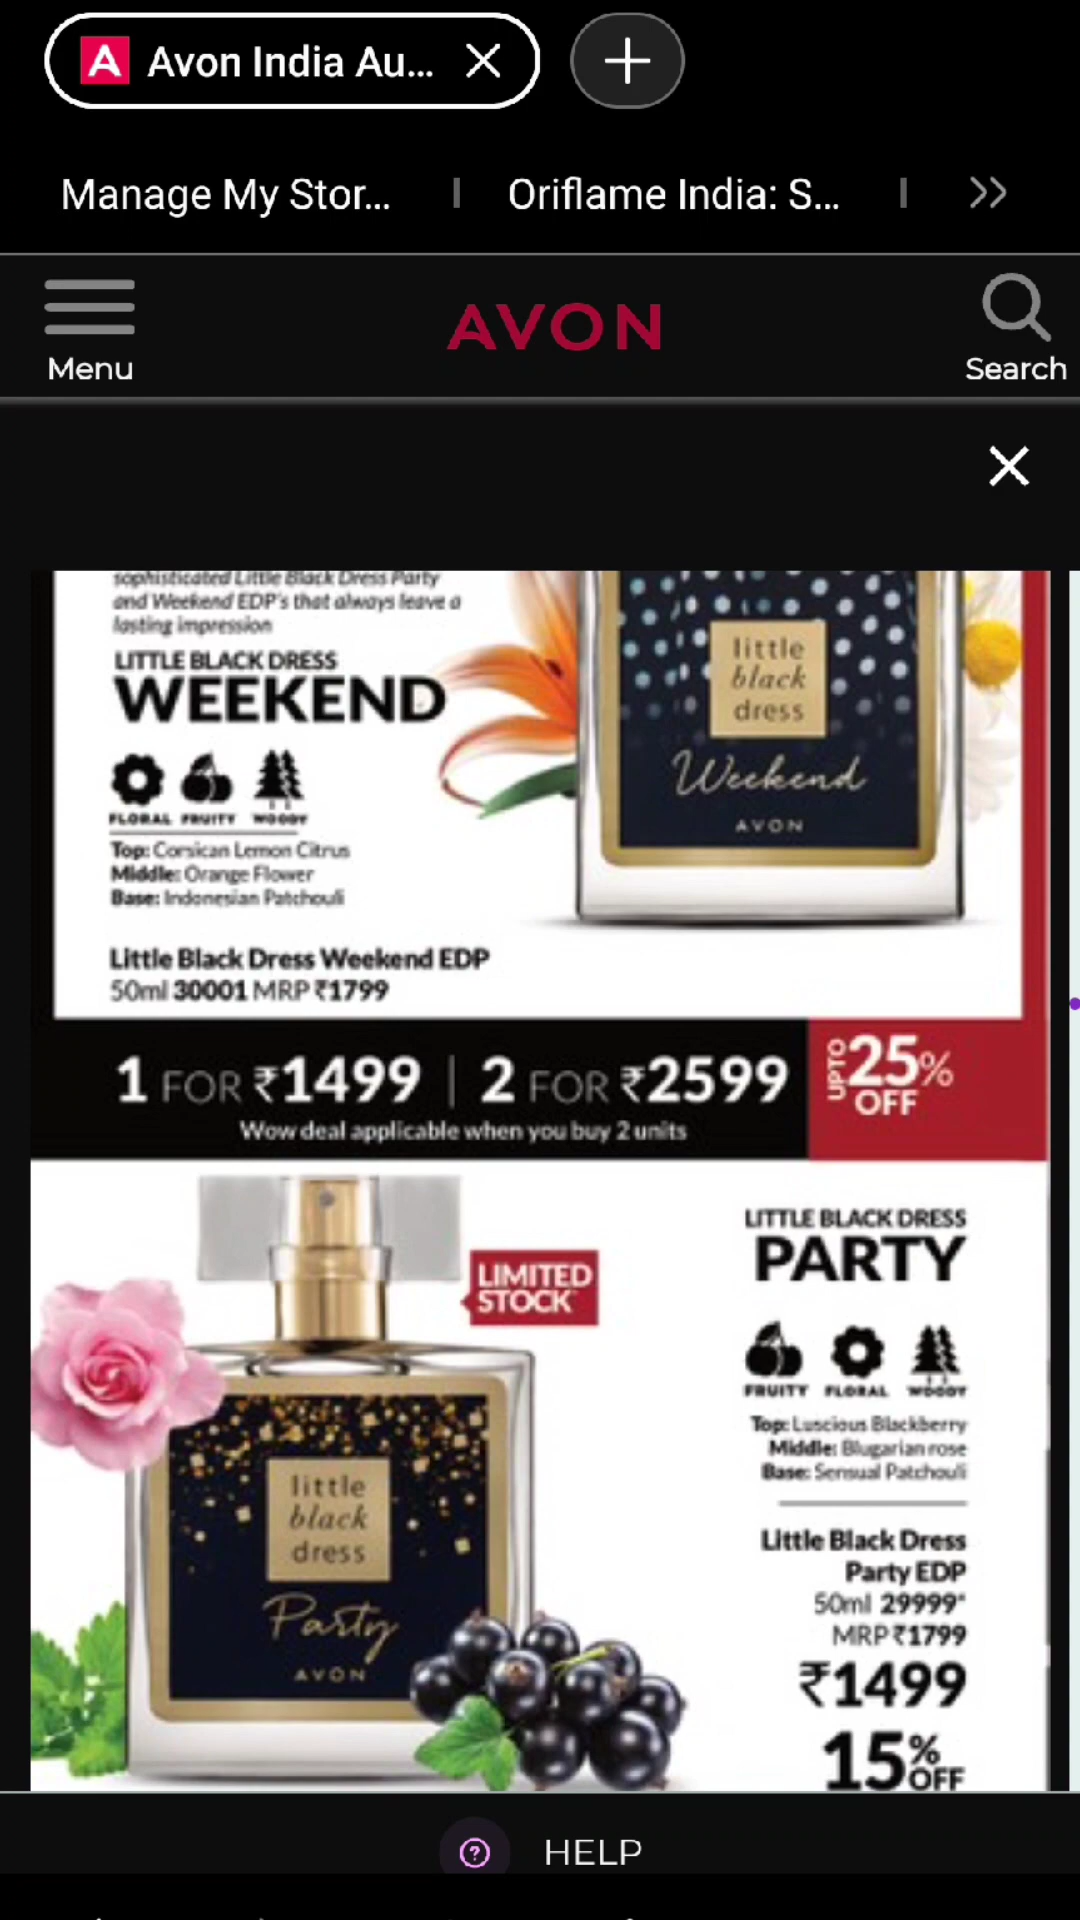 A Avon India Au...
Manage My Stor... | Oriflame India: S... |
Menu
AVON
Search
sophisticated Little Black Dress Party
and Weekend EDP's that always leave a
lasting impression
LITTLE BLACK DRESS
WEEKEND
FLORAL FRUITY WOODY
Top: Corsican Lemon Citrus
Middle: Orange Flower
Base: Indonesian Patchouli
Little Black Dress Weekend EDP
50ml 30001 MRP ₹1799
little
black
dress
Weekend
AVON
1 FOR ₹1499 | 2 FOR ₹2599
Wow deal applicable when you buy 2 units
UPTO 25% OFF
LIMITED
STOCK*
little
black
dress
Party
AVON
LITTLE BLACK DRESS
PARTY
FRUITY FLORAL WOODY
Top: Luscious Blackberry
Middle: Blugarian rose
Base: Sensual Patchouli
Little Black Dress
Party EDP
50ml 29999*
MRP ₹1799
₹1499
15% OFF
HELP